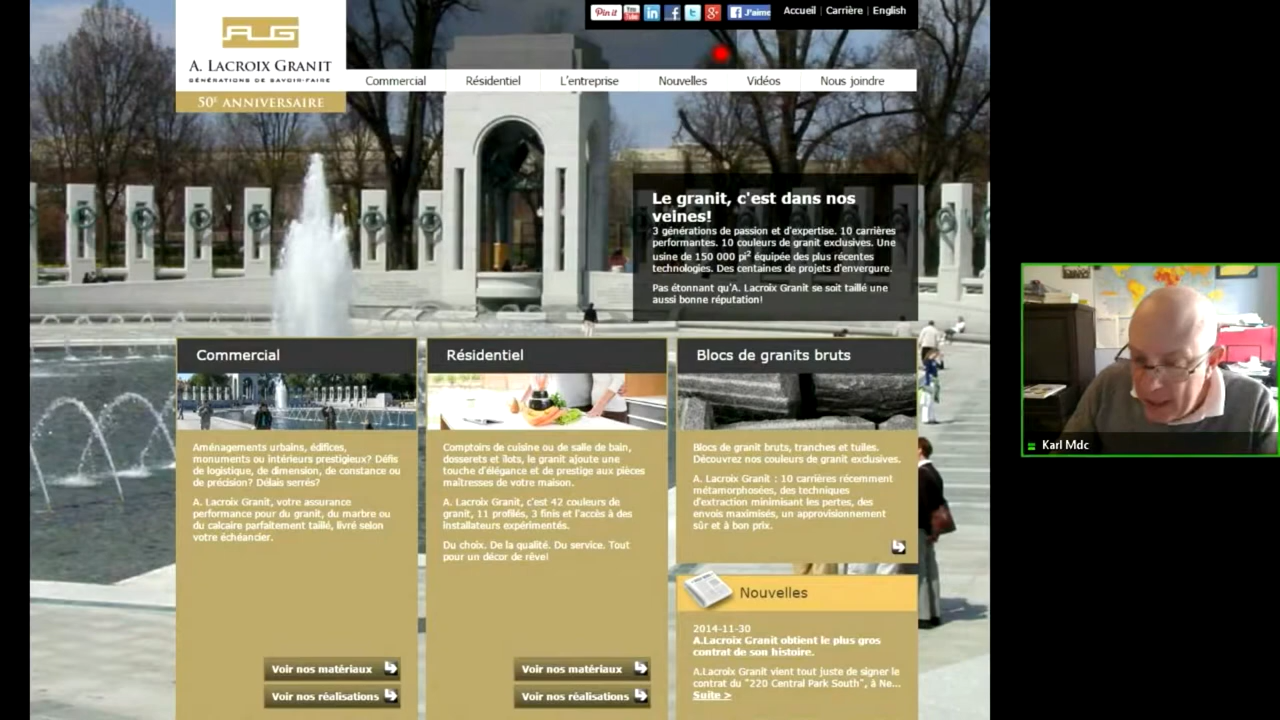 Pin it
You Tube
J'aime
Accueil | Carrière | English
ALG
A. Lacroix Granit
GÉNÉRATIONS DE SAVOIR-FAIRE
50E ANNIVERSAIRE
Commercial
Résidentiel
L'entreprise
Nouvelles
Vidéos
Nous joindre
Le granit, c'est dans nos
veines!
3 générations de passion et d'expertise. 10 carrières
performantes. 10 couleurs de granit exclusives. Une
usine de 150 000 pi² équipée des plus récentes
technologies. Des centaines de projets d'envergure.
Pas étonnant qu'A. Lacroix Granit se soit taillé une
aussi bonne réputation!
Commercial
Aménagements urbains, édifices,
monuments ou intérieurs prestigieux? Défis
de logistique, de dimension, de constance ou
de précision? Délais serrés?
A. Lacroix Granit, votre assurance
performance pour du granit, du marbre ou
du calcaire parfaitement taillé, livré selon
votre échéancier.
Voir nos matériaux
Voir nos réalisations
Résidentiel
Comptoirs de cuisine ou de salle de bain,
dosserets et îlots, le granit ajoute une
touche d'élégance et de prestige aux pièces
maîtresses de votre maison.
A. Lacroix Granit, c'est 42 couleurs de
granit, 11 profilés, 3 finis et l'accès à des
installateurs expérimentés.
Du choix. De la qualité. Du service. Tout
pour un décor de rêve!
Voir nos matériaux
Voir nos réalisations
Blocs de granits bruts
Blocs de granit bruts, tranches et tuiles.
Découvrez nos couleurs de granit exclusives.
A. Lacroix Granit : 10 carrières récemment
métamorphosées, des techniques
d'extraction minimisant les pertes, des
envois maximisés, un approvisionnement
sûr et à bon prix.
Nouvelles
2014-11-30
A.Lacroix Granit obtient le plus gros
contrat de son histoire.
A.Lacroix Granit vient tout juste de signer le
contrat du "220 Central Park South", à Ne...
Suite >
Karl Mdc